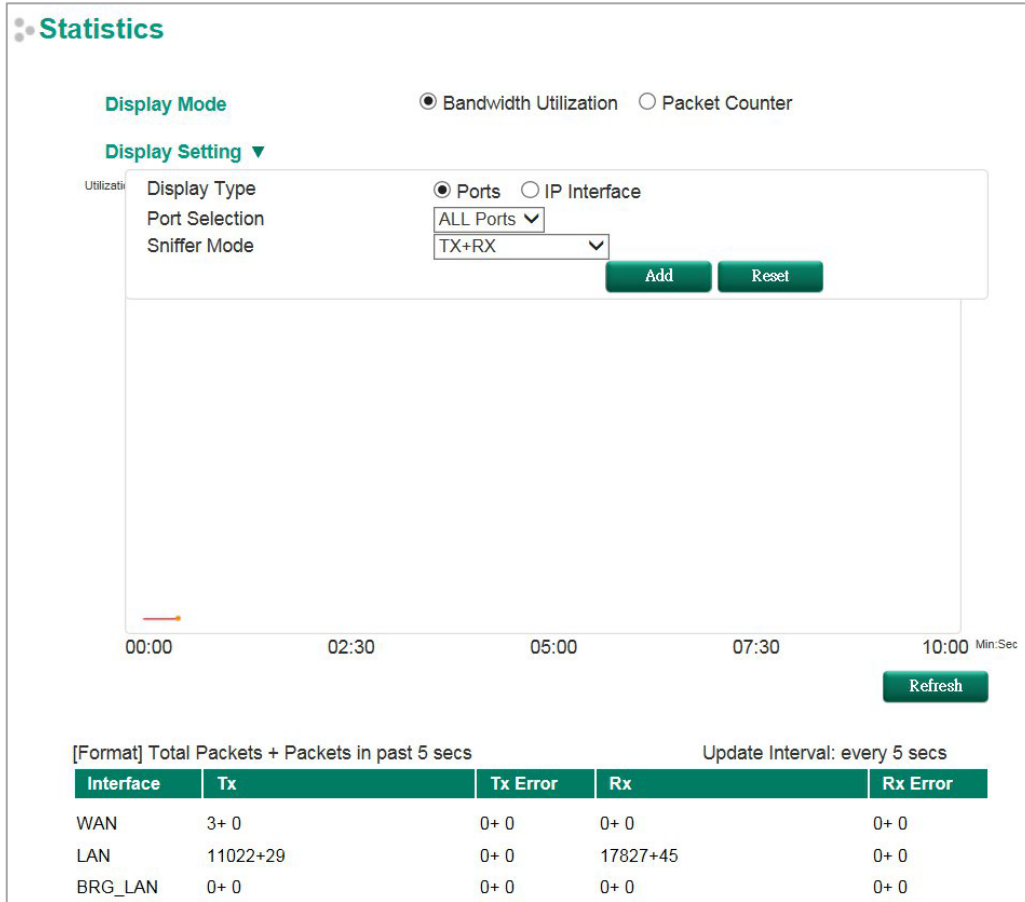 Statistics
Display Mode Bandwidth Utilization Packet Counter
Display Setting ▼
Display Type Ports IP Interface
Port Selection ALL Ports
Sniffer Mode TX+RX
Add Reset
00:00 02:30 05:00 07:30 10:00 Min:Sec
Refresh
[Format] Total Packets + Packets in past 5 secs Update Interval: every 5 secs
Interface Tx Tx Error Rx Rx Error
WAN 3+ 0 0+ 0 0+ 0 0+ 0
LAN 11022+29 0+ 0 17827+45 0+ 0
BRG_LAN 0+ 0 0+ 0 0+ 0 0+ 0